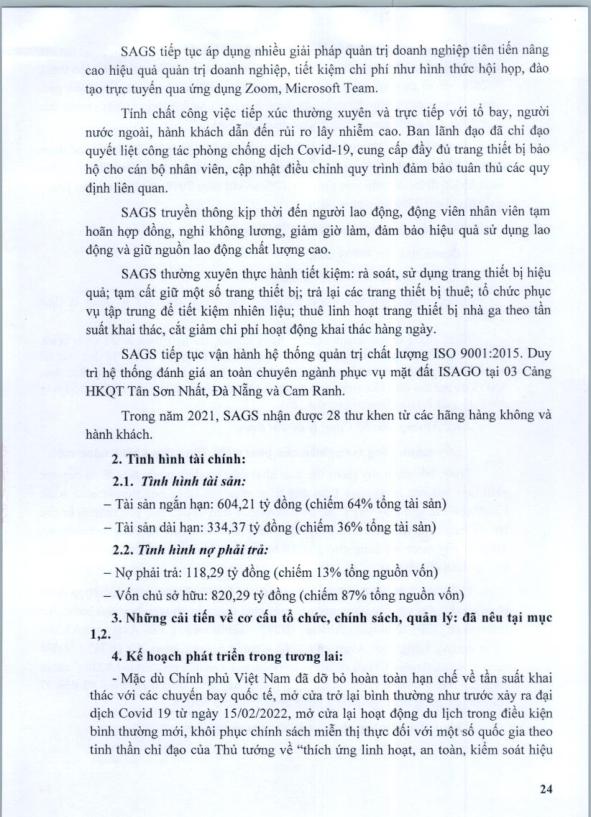 SAGS tiếp tục áp dụng nhiều giải pháp quản trị doanh nghiệp tiên tiến nâng
cao hiệu quả quản trị doanh nghiệp, tiết kiệm chi phí như hình thức hội họp, đào
tạo trực tuyến qua ứng dụng Zoom, Microsoft Team.
Tính chất công việc tiếp xúc thường xuyên và trực tiếp với tổ bay, người
nước ngoài, hành khách dẫn đến rủi ro lây nhiễm cao. Ban lãnh đạo đã chỉ đạo
quyết liệt công tác phòng chống dịch Covid-19, cung cấp đầy đủ trang thiết bị bảo
hộ cho cán bộ nhân viên, cập nhật điều chỉnh quy trình đảm bảo tuân thủ các quy
định liên quan.
SAGS truyền thông kịp thời đến người lao động, động viên nhân viên tạm
hoãn hợp đồng, nghỉ không lương, giảm giờ làm, đảm bảo hiệu quả sử dụng lao
động và giữ nguồn lao động chất lượng cao.
SAGS thường xuyên thực hành tiết kiệm: rà soát, sử dụng trang thiết bị hiệu
quả; tạm cất giữ một số trang thiết bị; trả lại các trang thiết bị thuê; tổ chức phục
vụ tập trung để tiết kiệm nhiên liệu; thuê linh hoạt trang thiết bị nhà ga theo tần
suất khai thác, cắt giảm chi phí hoạt động khai thác hàng ngày.
SAGS tiếp tục vận hành hệ thống quản trị chất lượng ISO 9001:2015. Duy
trì hệ thống đánh giá an toàn chuyên ngành phục vụ mặt đất ISAGO tại 03 Cảng
HKQT Tân Sơn Nhất, Đà Nẵng và Cam Ranh.
Trong năm 2021, SAGS nhận được 28 thư khen từ các hãng hàng không và
hành khách.
2. Tình hình tài chính:
2.1. Tình hình tài sản:
– Tài sản ngắn hạn: 604,21 tỷ đồng (chiếm 64% tổng tài sản)
– Tài sản dài hạn: 334,37 tỷ đồng (chiếm 36% tổng tài sản)
2.2. Tình hình nợ phải trả:
– Nợ phải trả: 118,29 tỷ đồng (chiếm 13% tổng nguồn vốn)
– Vốn chủ sở hữu: 820,29 tỷ đồng (chiếm 87% tổng nguồn vốn)
3. Những cải tiến về cơ cấu tổ chức, chính sách, quản lý: đã nêu tại mục
1,2.
4. Kế hoạch phát triển trong tương lai:
- Mặc dù Chính phủ Việt Nam đã dỡ bỏ hoàn toàn hạn chế về tần suất khai
thác với các chuyến bay quốc tế, mở cửa trở lại bình thường như trước xảy ra đại
dịch Covid 19 từ ngày 15/02/2022, mở cửa lại hoạt động du lịch trong điều kiện
bình thường mới, khôi phục chính sách miễn thị thực đối với một số quốc gia theo
tinh thần chỉ đạo của Thủ tướng về “thích ứng linh hoạt, an toàn, kiểm soát hiệu
24